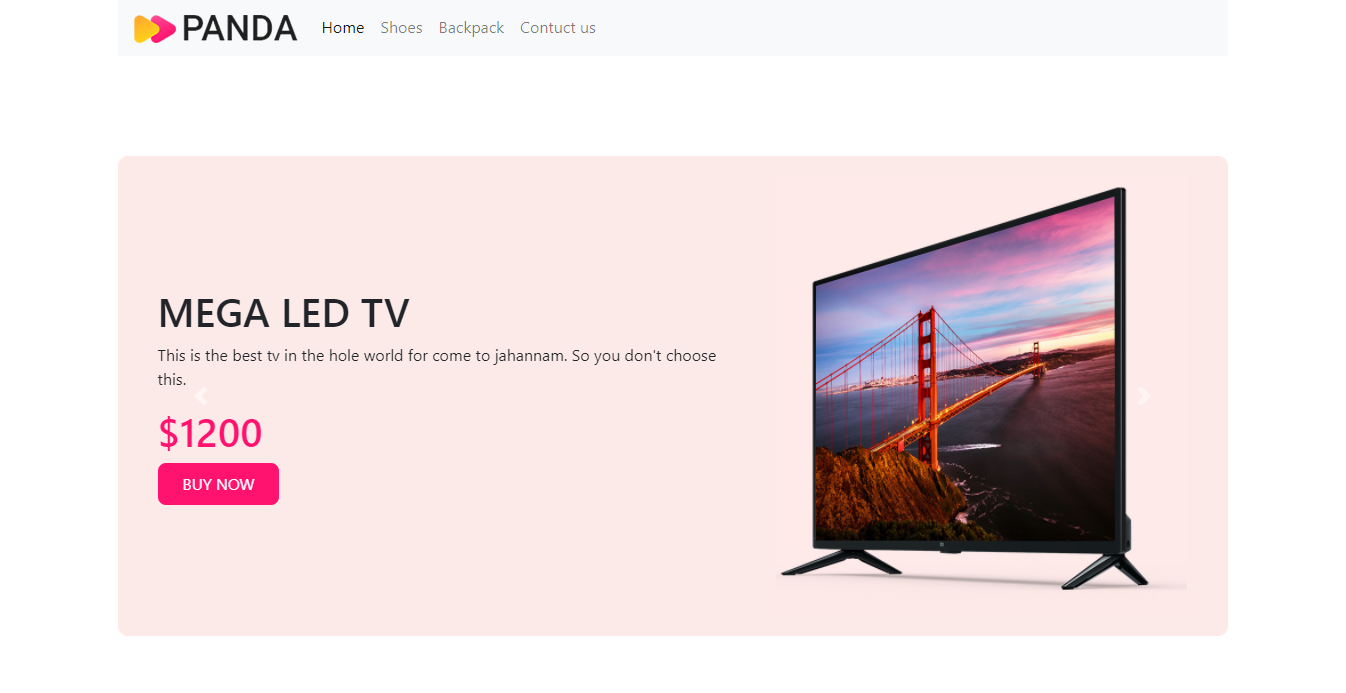 PANDA Home Shoes Backpack Contuct us
MEGA LED TV
This is the best tv in the hole world for come to jahannam. So you don't choose
this.
$1200
BUY NOW